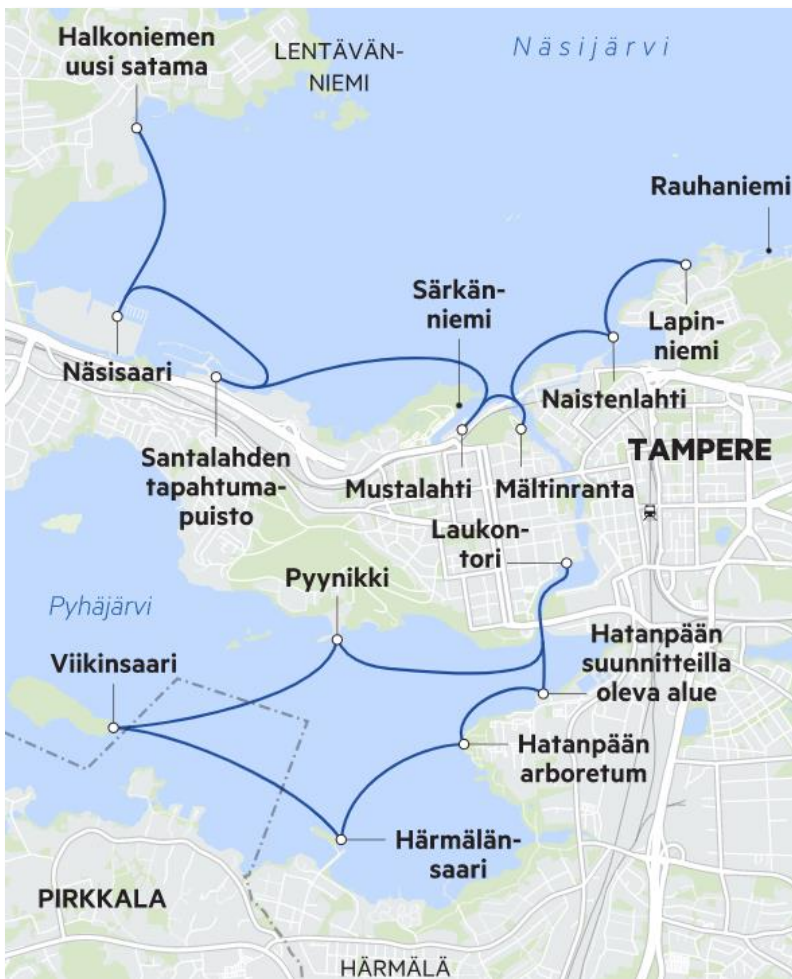 Halkoniemen
uusi satama
LENTÄVÄN-
NIEMI
Näsijärvi
Rauhaniemi
Särkän-
niemi
Lapin-
niemi
Näsisaari
Naistenlahti
TAMPERE
Santalahden
tapahtuma-
puisto
Mustalahti
Mältinranta
Laukon-
tori
Pyynikki
Pyhäjärvi
Viikinsaari
Hatanpään
suunnitteilla
oleva alue
Hatanpään
arboretum
Härmälän-
saari
PIRKKALA
HÄRMÄLÄ